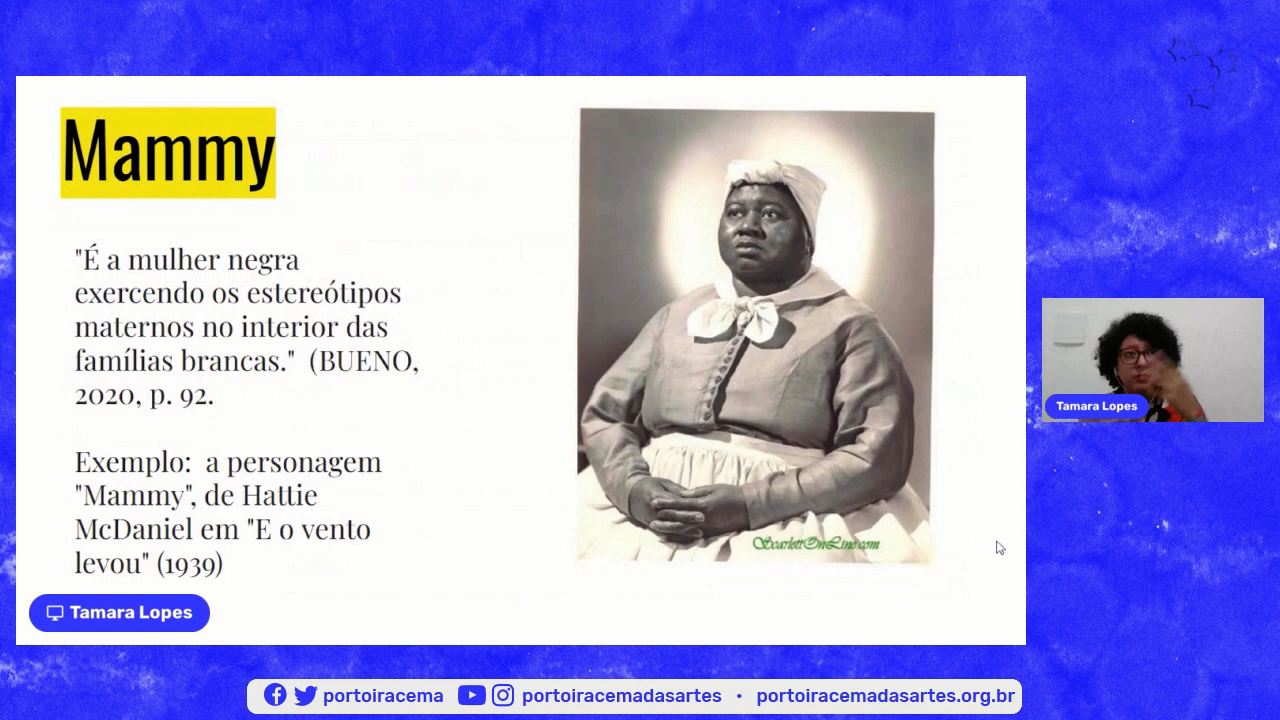 Mammy
"É a mulher negra
exercendo os estereótipos
maternos no interior das
famílias brancas."  (BUENO,
2020, p. 92.
Exemplo:  a personagem
"Mammy", de Hattie
McDaniel em "E o vento
levou" (1939)
ScarlettOnLine.com
Tamara Lopes
Tamara Lopes
portoiracema
portoiracemadasartes • portoiracemadasartes.org.br